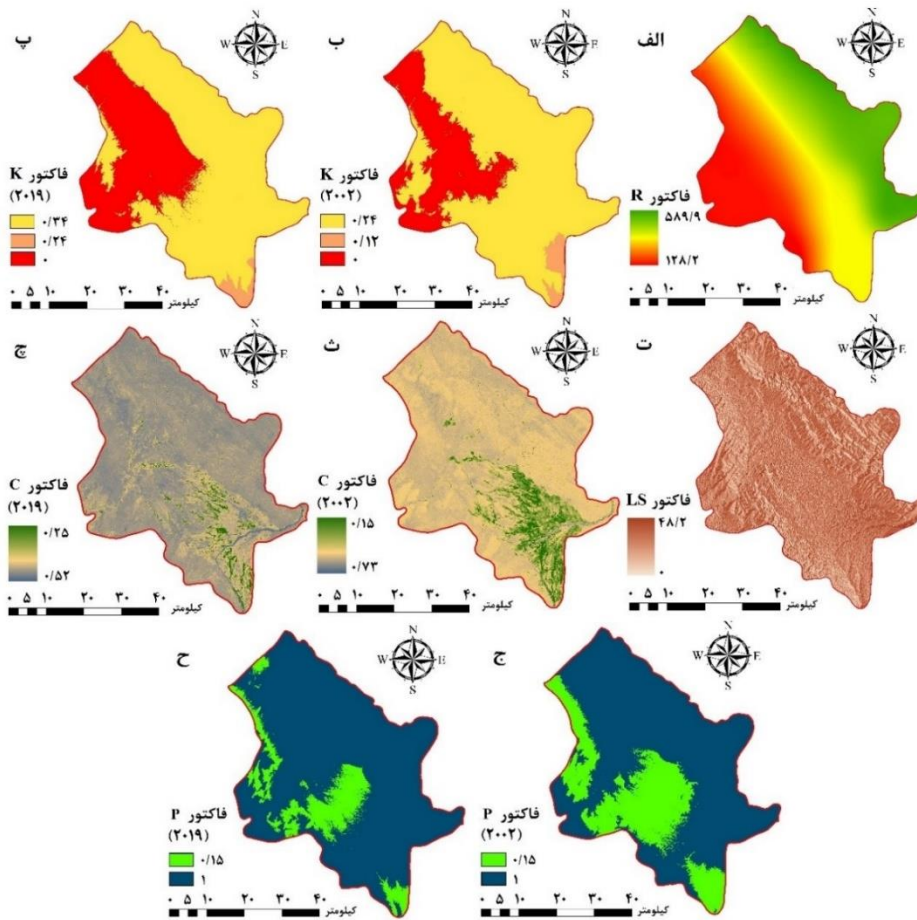 الف
N
W E
S
فاکتور R
۵۸۹/۹
۱۲۸/۲
۰ ۵ ۱۰ ۲۰ ۳۰ ۴۰ کیلومتر
ب
N
W E
S
فاکتور K
(۲۰۰۲)
۰/۲۴
۰/۱۲
۰
۰ ۵ ۱۰ ۲۰ ۳۰ ۴۰ کیلومتر
پ
N
W E
S
فاکتور K
(۲۰۱۹)
۰/۳۴
۰/۲۴
۰
۰ ۵ ۱۰ ۲۰ ۳۰ ۴۰ کیلومتر
ت
N
W E
S
فاکتور LS
۴۸/۲
۰
۰ ۵ ۱۰ ۲۰ ۳۰ ۴۰ کیلومتر
ث
N
W E
S
فاکتور C
(۲۰۰۲)
۰/۱۵
۰/۷۳
۰ ۵ ۱۰ ۲۰ ۳۰ ۴۰ کیلومتر
چ
N
W E
S
فاکتور C
(۲۰۱۹)
۰/۲۵
۰/۵۲
۰ ۵ ۱۰ ۲۰ ۳۰ ۴۰ کیلومتر
ج
N
W E
S
فاکتور P
(۲۰۰۲)
۰/۱۵
۱
۰ ۵ ۱۰ ۲۰ ۳۰ ۴۰ کیلومتر
ح
N
W E
S
فاکتور P
(۲۰۱۹)
۰/۱۵
۱
۰ ۵ ۱۰ ۲۰ ۳۰ ۴۰ کیلومتر